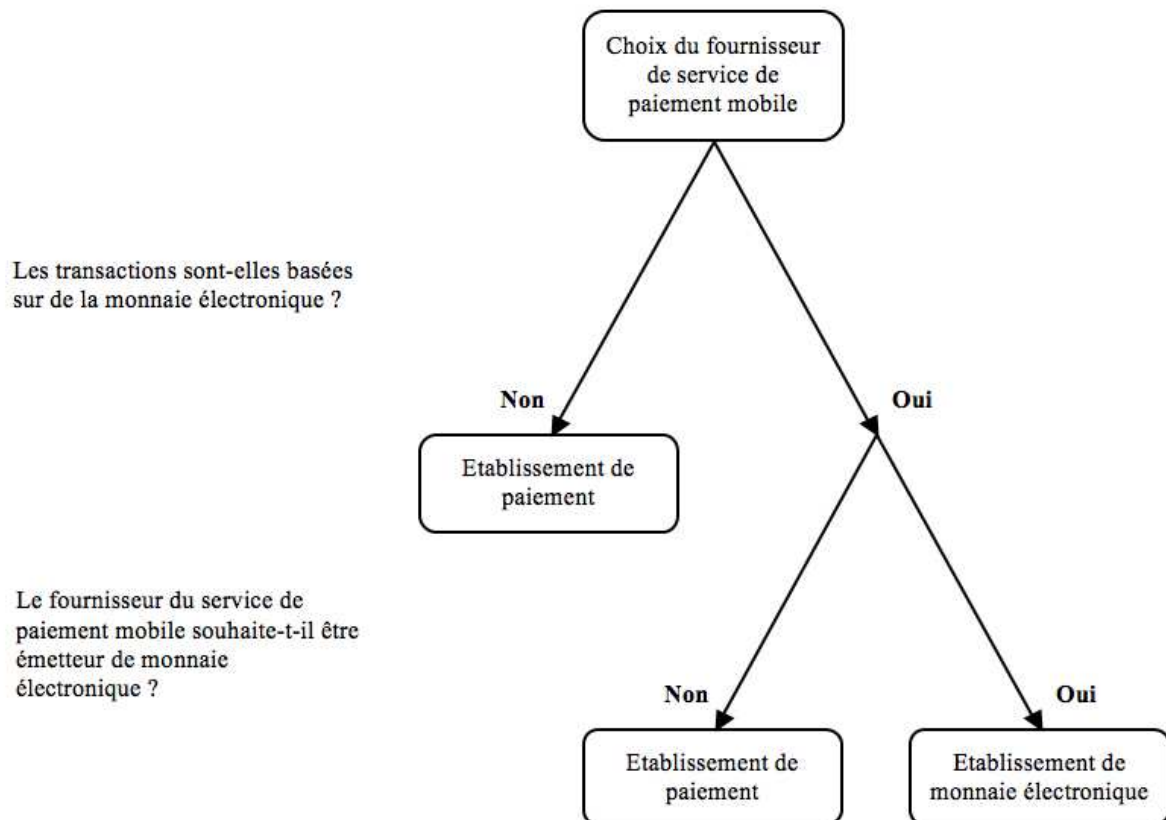 Choix du fournisseur
de service de
paiement mobile
Les transactions sont-elles basées
sur de la monnaie électronique ?
Non
Oui
Etablissement de
paiement
Le fournisseur du service de
paiement mobile souhaite-t-il être
émetteur de monnaie
électronique ?
Non
Oui
Etablissement de
paiement
Etablissement de
monnaie électronique